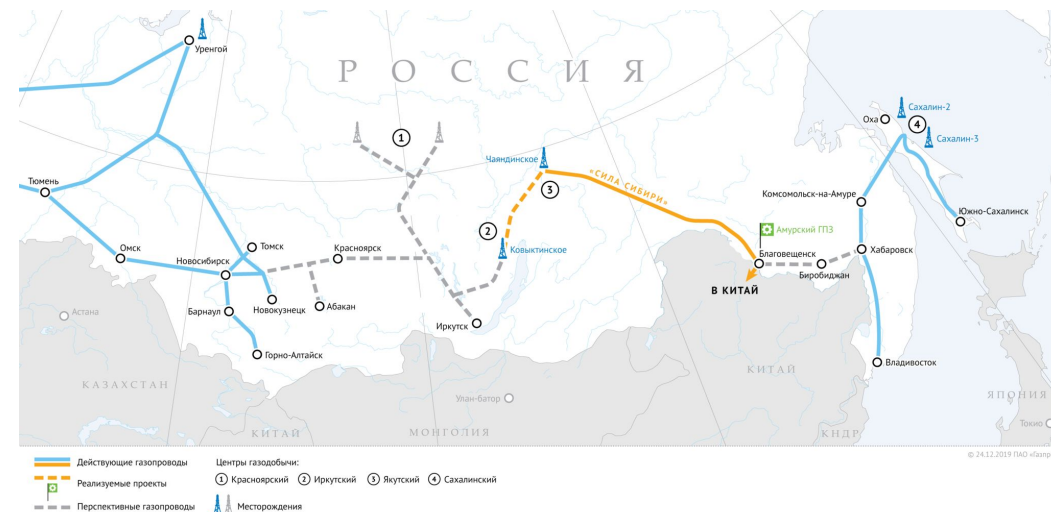 Уренгой
РОССИЯ
1
Оха
Сахалин-2
4
Сахалин-3
Чаяндинское
3
«СИЛА СИБИРИ»
Тюмень
Комсомольск-на-Амуре
Южно-Сахалинск
2
Ковыктинское
Амурский ГПЗ
Омск
Томск
Красноярск
Благовещенск
Хабаровск
Новосибирск
Биробиджан
В КИТАЙ
Новокузнецк
Абакан
Барнаул
Астана
Иркутск
Горно-Алтайск
Владивосток
КАЗАХСТАН
КИТАЙ
Улан-батор
ЯПОНИЯ
Токио
КИТАЙ
МОНГОЛИЯ
КНДР
© 24.12.2019 ПАО «Газпр
Действующие газопроводы
Реализуемые проекты
Перспективные газопроводы
Центры газодобычи:
1 Красноярский 2 Иркутский 3 Якутский 4 Сахалинский
Месторождения